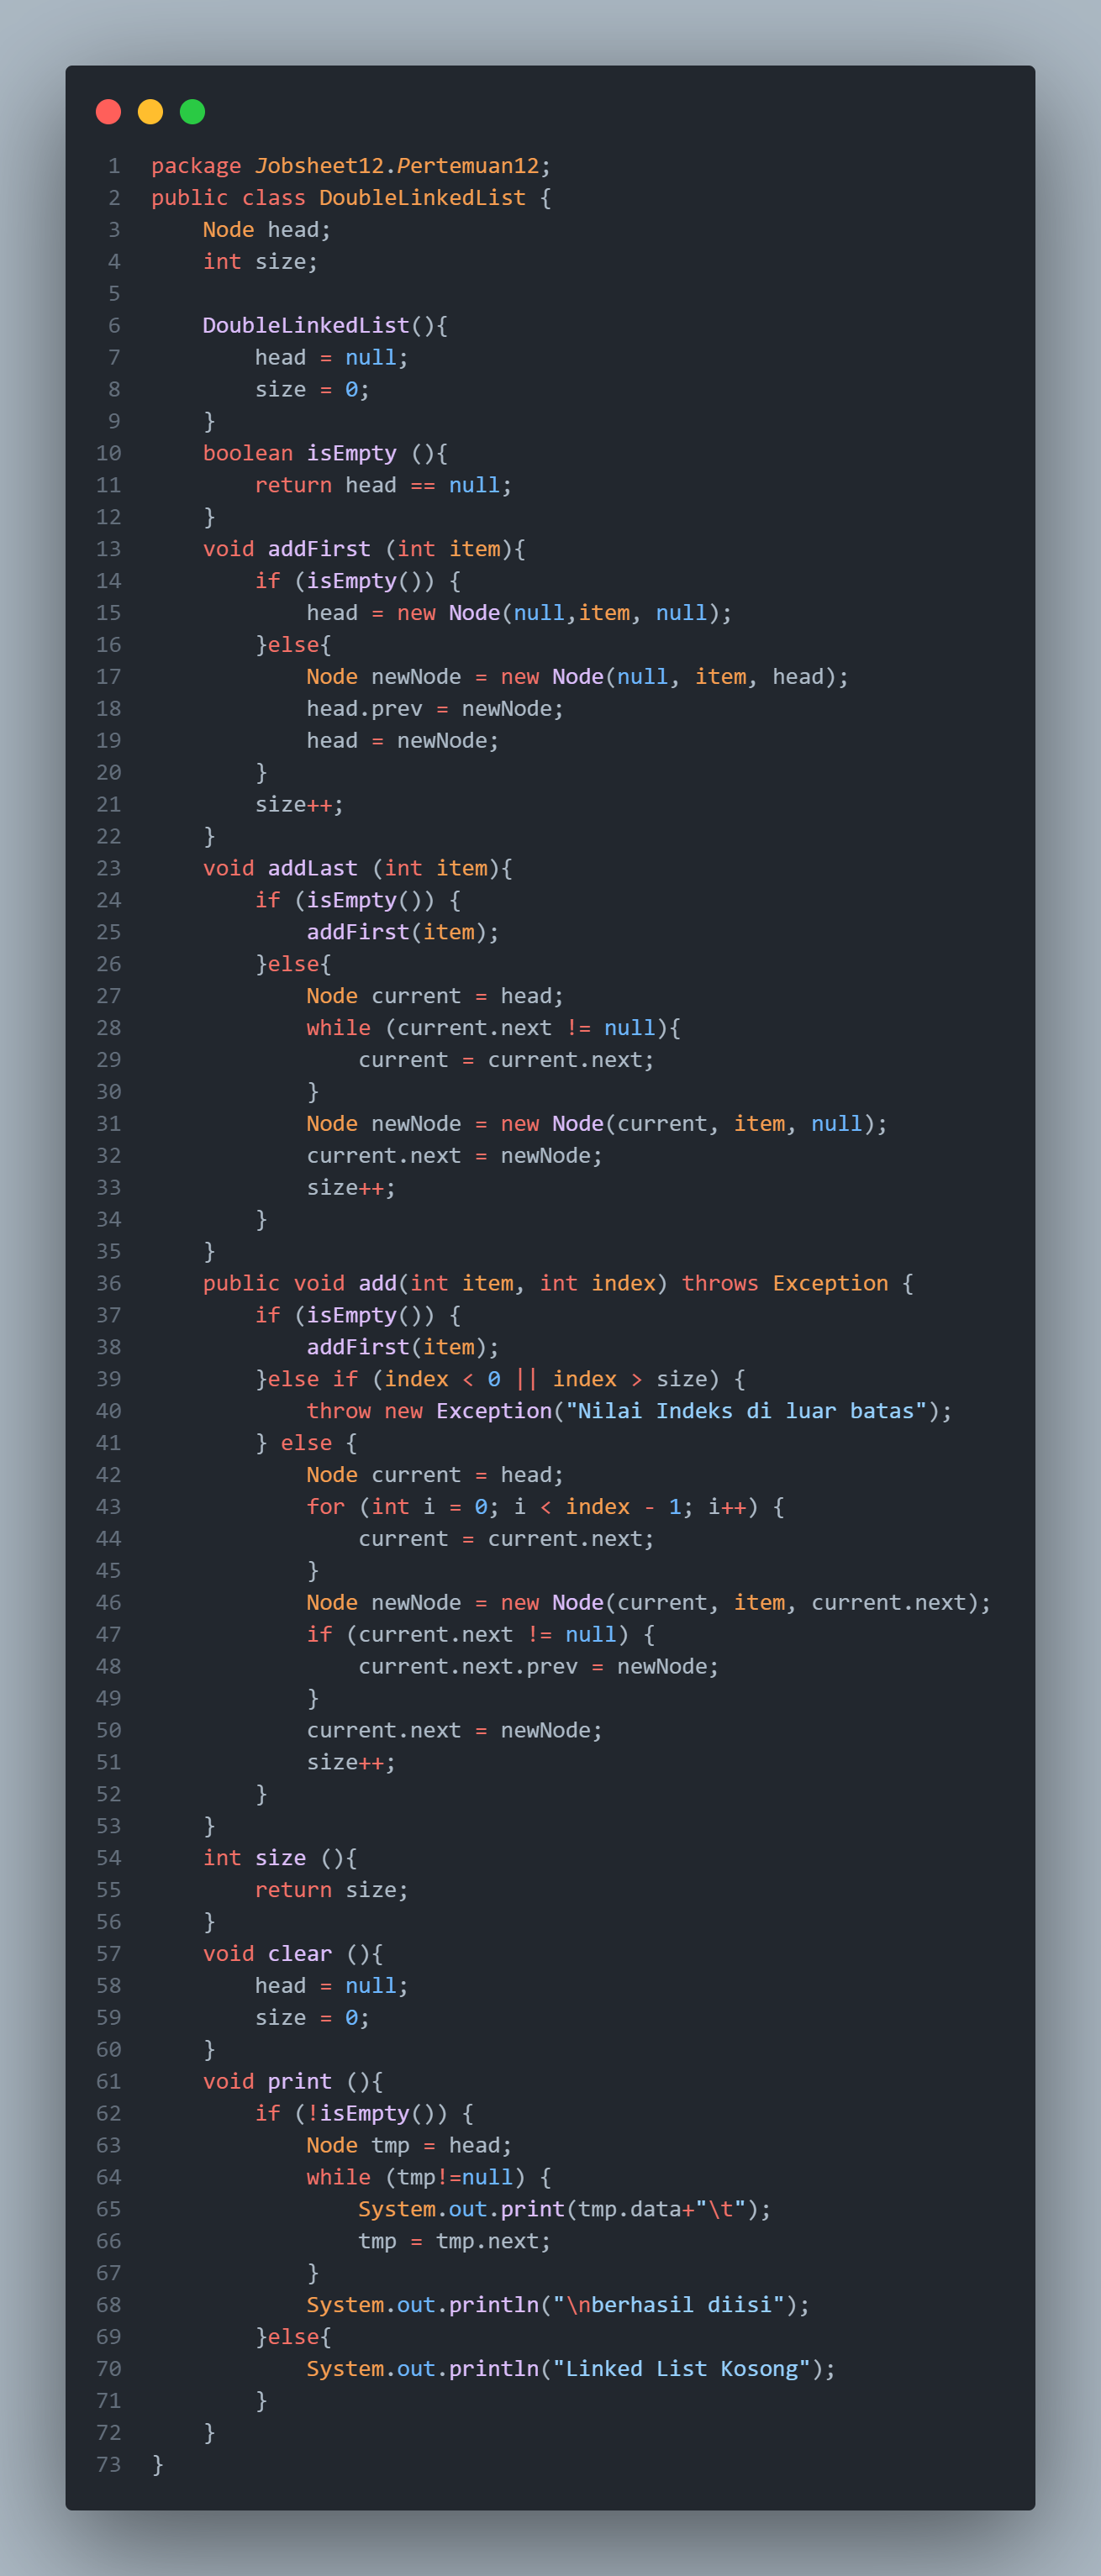 1 package Jobsheet12.Pertemuan12;
2 public class DoubleLinkedList {
3     Node head;
4     int size;
5
6     DoubleLinkedList(){
7         head = null;
8         size = 0;
9     }
10     boolean isEmpty (){
11         return head == null;
12     }
13     void addFirst (int item){
14         if (isEmpty()) {
15             head = new Node(null,item, null);
16         }else{
17             Node newNode = new Node(null, item, head);
18             head.prev = newNode;
19             head = newNode;
20         }
21         size++;
22     }
23     void addLast (int item){
24         if (isEmpty()) {
25             addFirst(item);
26         }else{
27             Node current = head;
28             while (current.next != null){
29                 current = current.next;
30             }
31             Node newNode = new Node(current, item, null);
32             current.next = newNode;
33             size++;
34         }
35     }
36     public void add(int item, int index) throws Exception {
37         if (isEmpty()) {
38             addFirst(item);
39         }else if (index < 0 || index > size) {
40             throw new Exception("Nilai Indeks di luar batas");
41         } else {
42             Node current = head;
43             for (int i = 0; i < index - 1; i++) {
44                 current = current.next;
45             }
46             Node newNode = new Node(current, item, current.next);
47             if (current.next != null) {
48                 current.next.prev = newNode;
49             }
50             current.next = newNode;
51             size++;
52         }
53     }
54     int size (){
55         return size;
56     }
57     void clear (){
58         head = null;
59         size = 0;
60     }
61     void print (){
62         if (!isEmpty()) {
63             Node tmp = head;
64             while (tmp!=null) {
65                 System.out.print(tmp.data+"\t");
66                 tmp = tmp.next;
67             }
68             System.out.println("\nberhasil diisi");
69         }else{
70             System.out.println("Linked List Kosong");
71         }
72     }
73 }